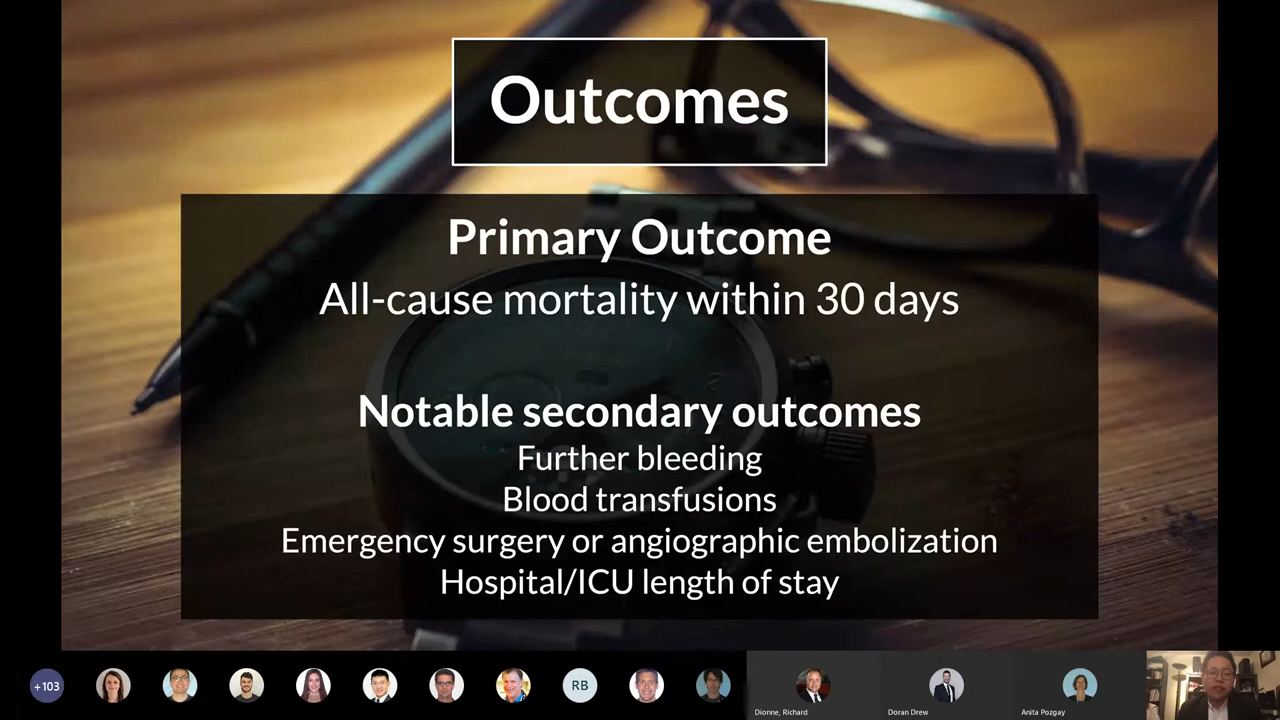 Outcomes
Primary Outcome
All-cause mortality within 30 days
Notable secondary outcomes
Further bleeding
Blood transfusions
Emergency surgery or angiographic embolization
Hospital/ICU length of stay
+103
RB
Dionne, Richard
Doran Drew
Anita Pozgay